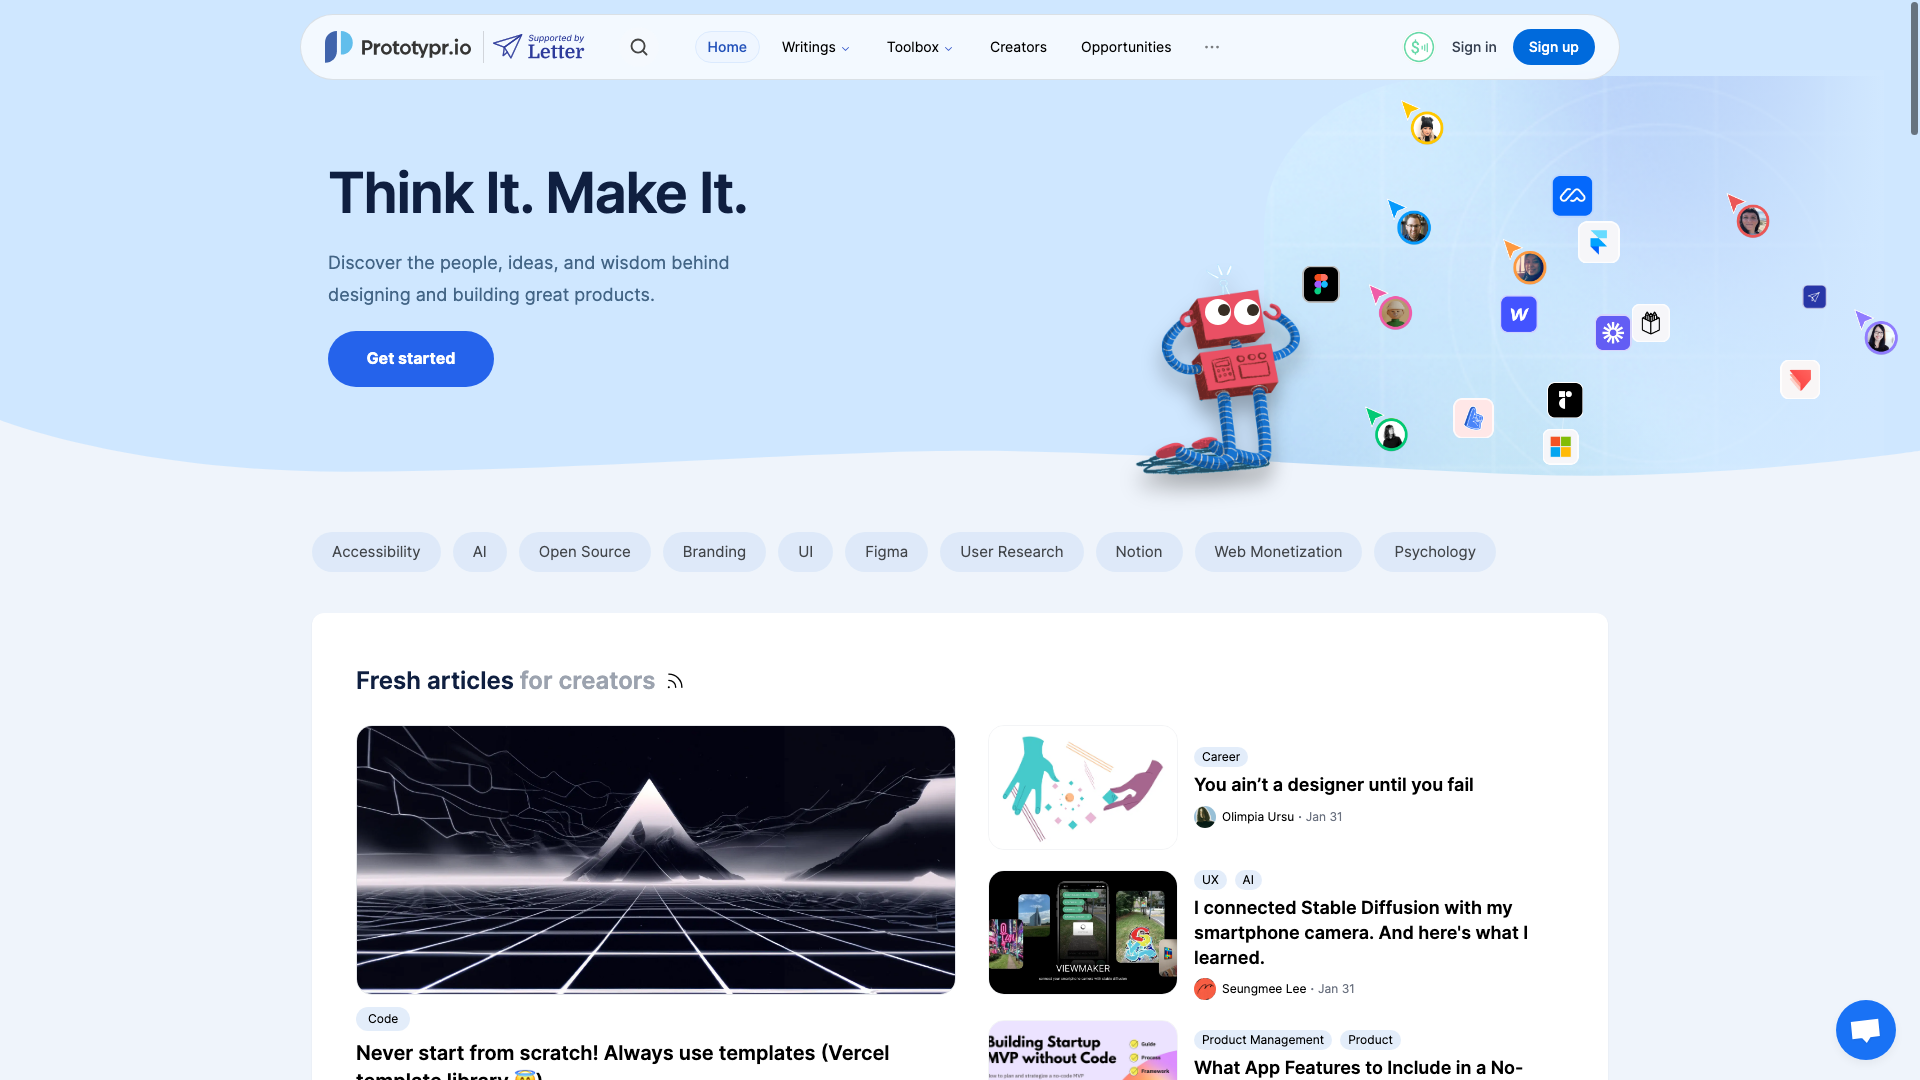 Prototypr.io
Supported by
Letter
Home
Writings
Toolbox
Creators
Opportunities
Sign in
Sign up
Think It. Make It.
Discover the people, ideas, and wisdom behind
designing and building great products.
Get started
Accessibility
AI
Open Source
Branding
UI
Figma
User Research
Notion
Web Monetization
Psychology
Fresh articles for creators
Code
Never start from scratch! Always use templates (Vercel
template library 😇)
Career
You ain’t a designer until you fail
Olimpia Ursu · Jan 31
VIEWMAKER
UX
AI
I connected Stable Diffusion with my
smartphone camera. And here's what I
learned.
Seungmee Lee · Jan 31
Building Startup
MVP without Code
Guide
Process
Framework
Product Management
Product
What App Features to Include in a No-